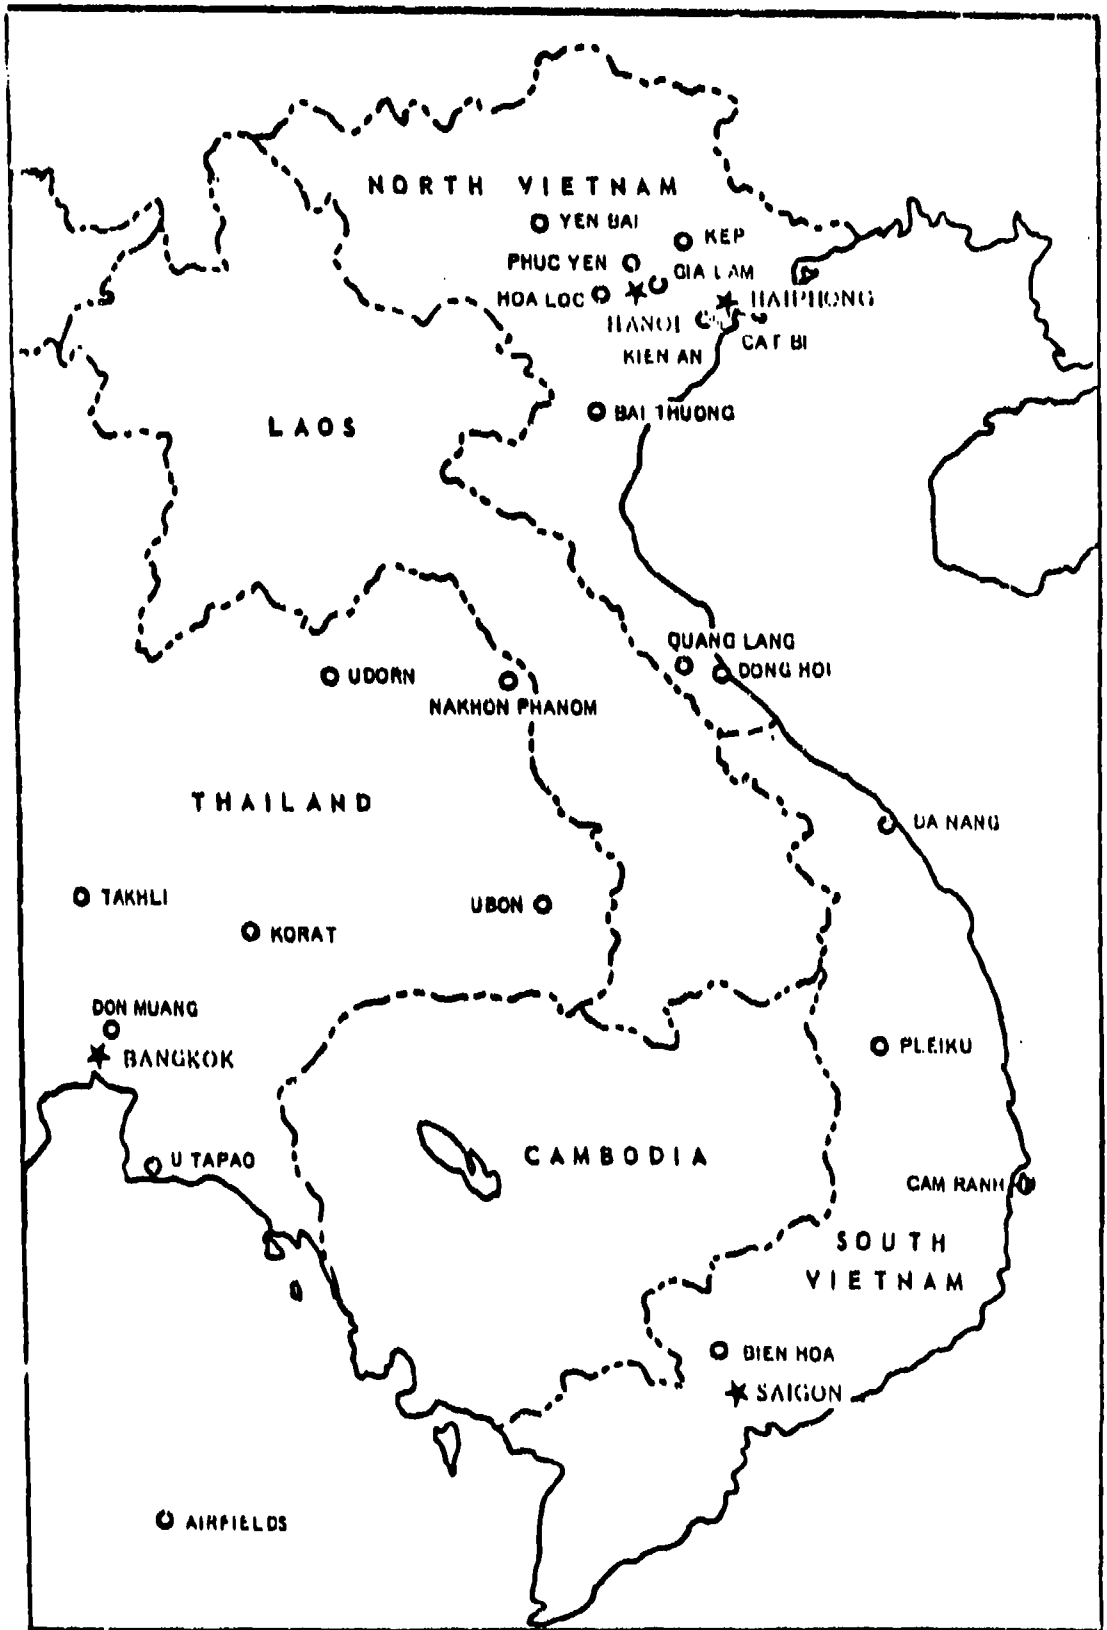 NORTH VIETNAM
YEN BAI
KEP
PHUC YEN
GIA LAM
HOA LOC
HAIPHONG
HANOI
CAT BI
KIEN AN
BAI THUONG
LAOS
QUANG LANG
DONG HOI
UDORN
NAKHON PHANOM
THAILAND
DA NANG
TAKHLI
UBON
KORAT
DON MUANG
BANGKOK
PLEIKU
CAMBODIA
U TAPAO
CAM RANH
SOUTH
VIETNAM
BIEN HOA
SAIGON
AIRFIELDS